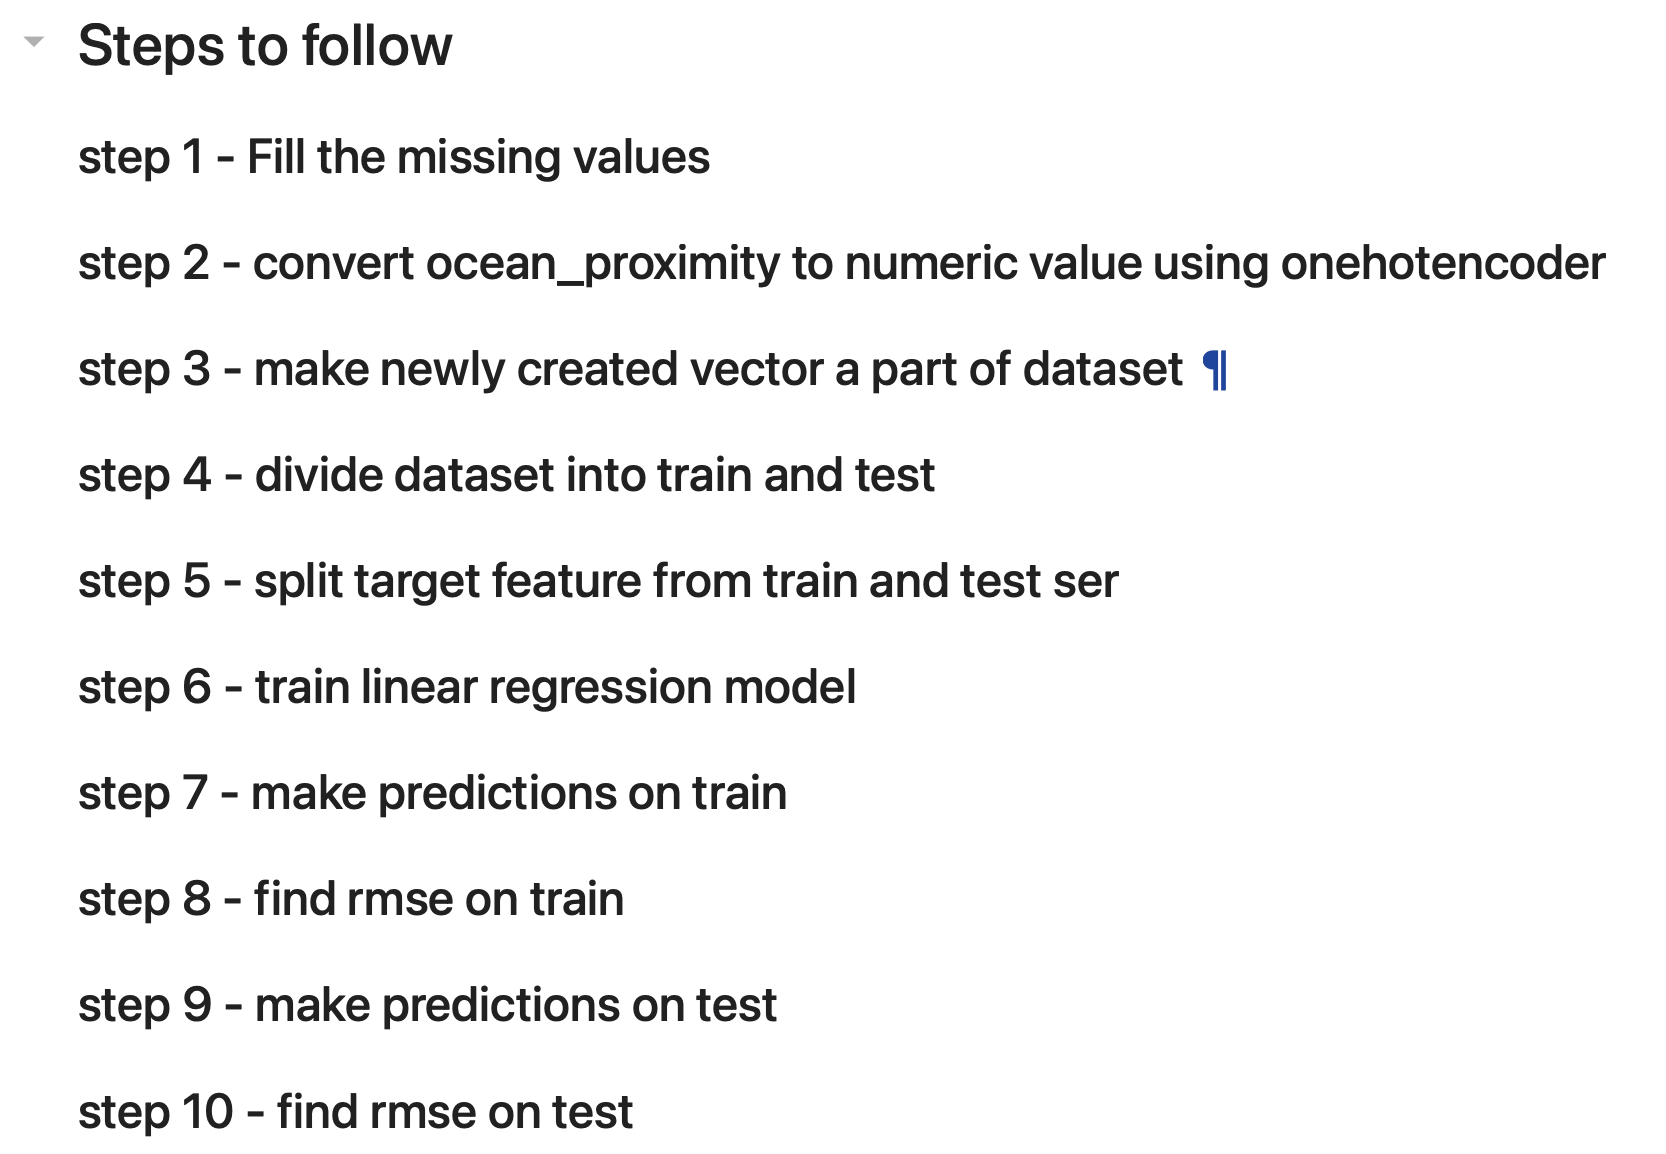 Steps to follow
step 1 - Fill the missing values
step 2 - convert ocean_proximity to numeric value using onehotencoder
step 3 - make newly created vector a part of dataset ¶
step 4 - divide dataset into train and test
step 5 - split target feature from train and test ser
step 6 - train linear regression model
step 7 - make predictions on train
step 8 - find rmse on train
step 9 - make predictions on test
step 10 - find rmse on test